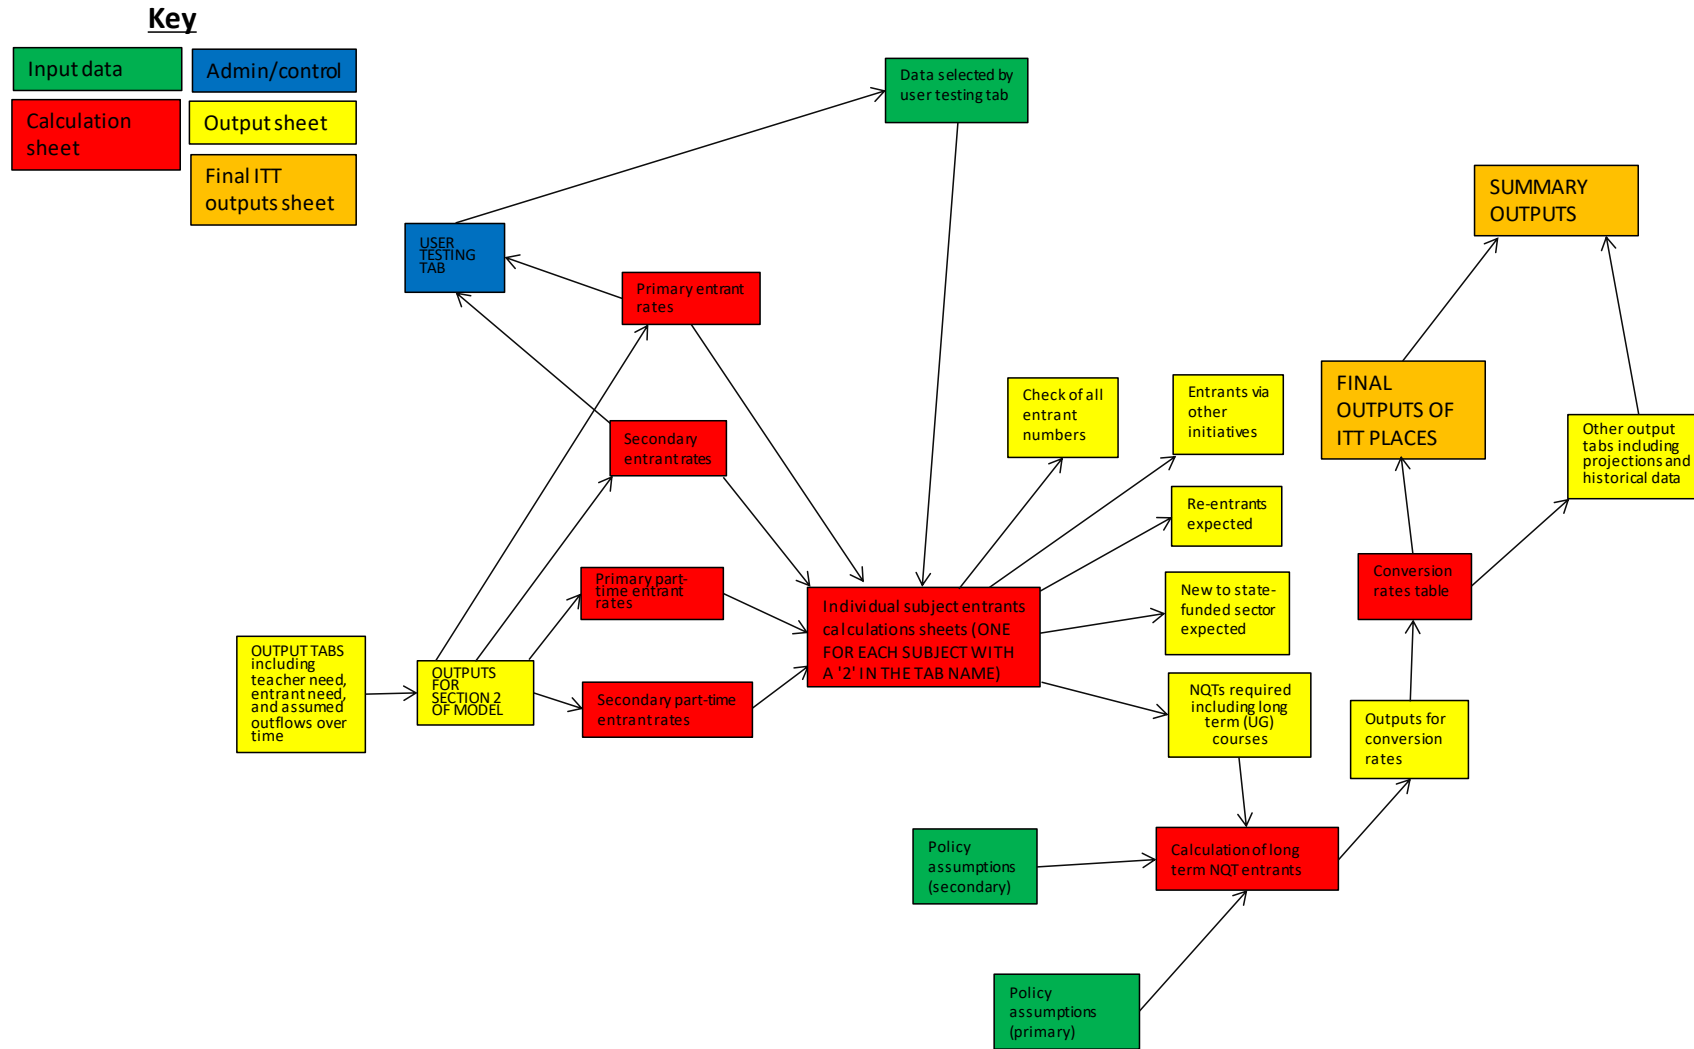 Key
Input data
Admin/control
Calculation
sheet
Output sheet
Final ITT
outputs sheet
Data selected by
user testing tab
USER
TESTING
TAB
Primary entrant
rates
Secondary
entrant rates
Primary part-
time entrant
rates
Secondary part-time
entrant rates
OUTPUT TABS
including
teacher need,
entrant need,
and assumed
outflows over
time
OUTPUTS
FOR
SECTION 2
OF MODEL
Individual subject entrants
calculations sheets (ONE
FOR EACH SUBJECT WITH
A '2' IN THE TAB NAME)
Check of all
entrant
numbers
Entrants via
other
initiatives
Re-entrants
expected
New to state-
funded sector
expected
NQTs required
including long
term (UG)
courses
Policy
assumptions
(secondary)
Policy
assumptions
(primary)
Calculation of long
term NQT entrants
Outputs for
conversion
rates
Conversion
rates table
FINAL
OUTPUTS OF
ITT PLACES
Other output
tabs including
projections and
historical data
SUMMARY
OUTPUTS